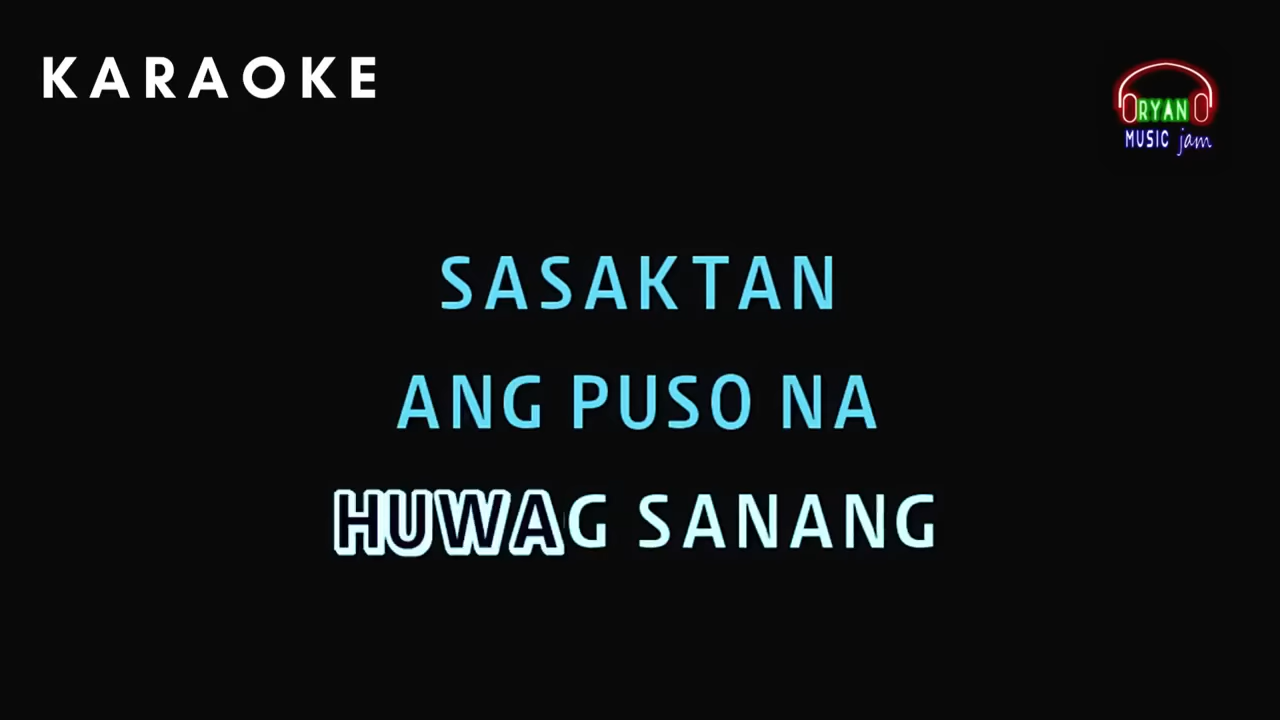 KARAOKE
RYAN
MUSIC jam
SASAKTAN
ANG PUSO NA
HUWAG SANANG